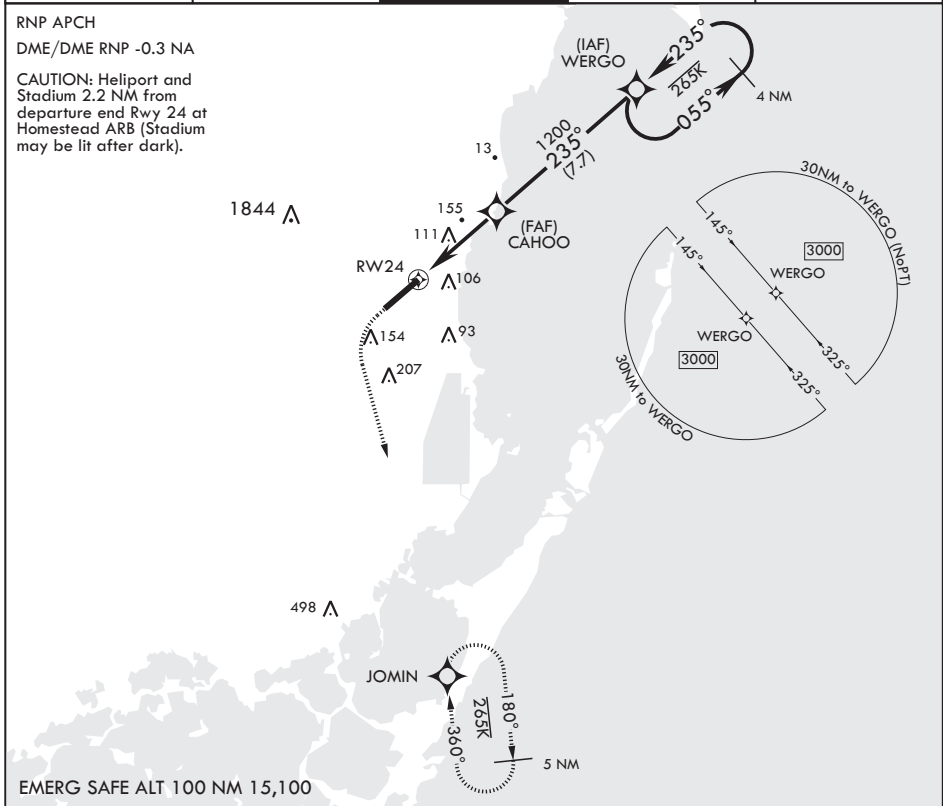 RNP APCH
DME/DME RNP -0.3 NA
CAUTION: Heliport and
Stadium 2.2 NM from
departure end Rwy 24 at
Homestead ARB (Stadium
may be lit after dark).
(IAF)
WERGO
235°
265K
055°
4 NM
1200
235°
(7.7)
13
1844
155
111
(FAF)
CAHOO
RW24
106
154
93
207
30NM to WERGO (NoPT)
145°
3000
WERGO
325°
145°
WERGO
3000
325°
30NM to WERGO
498
JOMIN
265K
180°
360°
5 NM
EMERG SAFE ALT 100 NM 15,100